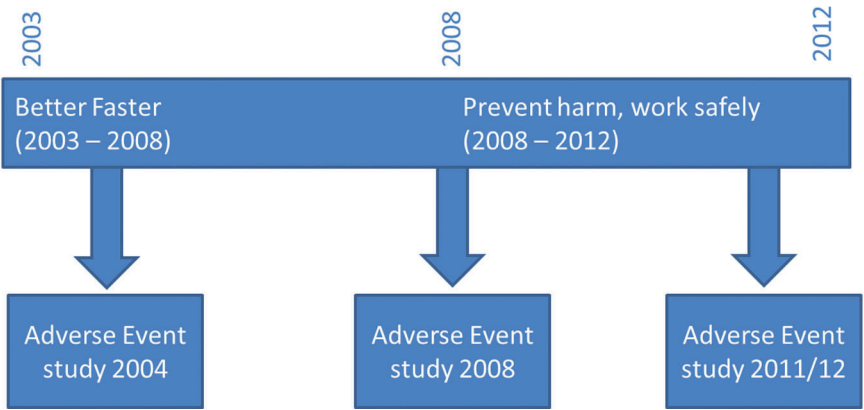 2003
2008
2012
Better Faster
(2003 – 2008)
Prevent harm, work safely
(2008 – 2012)
Adverse Event
study 2004
Adverse Event
study 2008
Adverse Event
study 2011/12